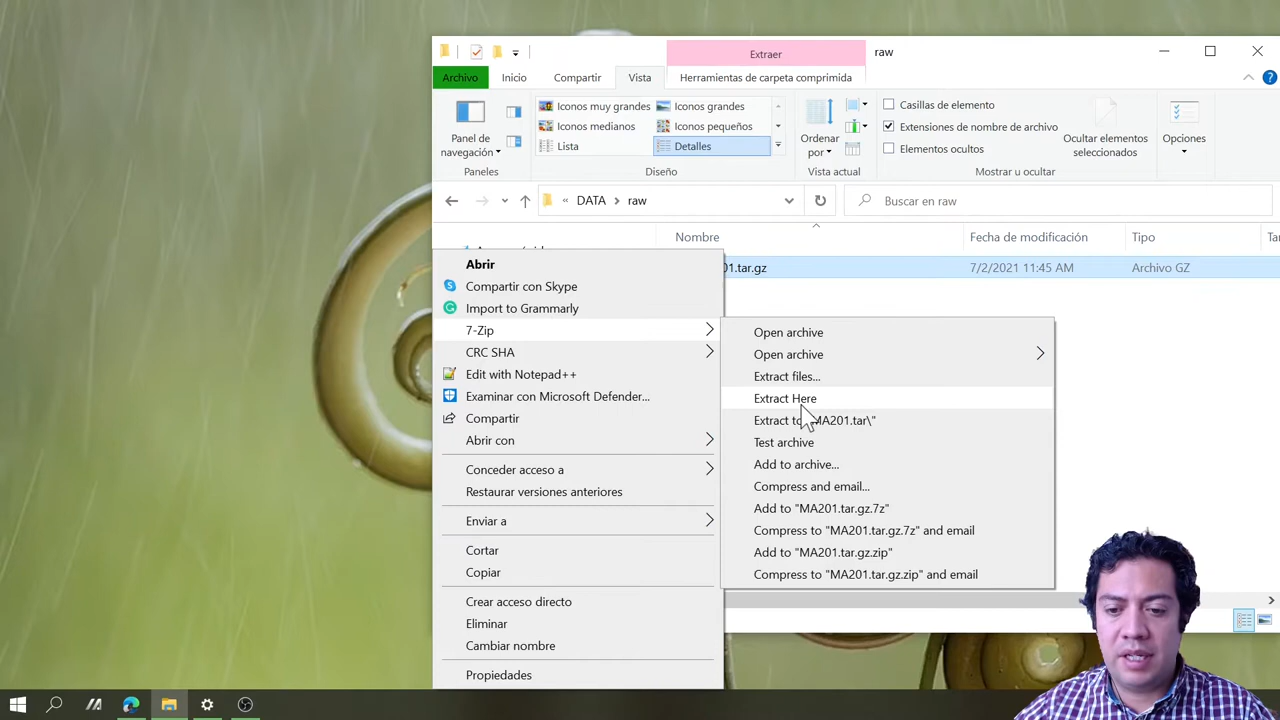 Extraer
raw
Archivo
Inicio
Compartir
Vista
Herramientas de carpeta comprimida
Panel de
navegación
Paneles
Iconos muy grandes
Iconos grandes
Iconos medianos
Iconos pequeños
Lista
Detalles
Diseño
Ordenar
por
Vista actual
Casillas de elemento
Extensiones de nombre de archivo
Elementos ocultos
Ocultar elementos
seleccionados
Mostrar u ocultar
Opciones
« DATA > raw
Buscar en raw
Nombre
Fecha de modificación
Tipo
01.tar.gz
7/2/2021 11:45 AM
Archivo GZ
Abrir
Compartir con Skype
Import to Grammarly
7-Zip
CRC SHA
Edit with Notepad++
Examinar con Microsoft Defender...
Compartir
Abrir con
Conceder acceso a
Restaurar versiones anteriores
Enviar a
Cortar
Copiar
Crear acceso directo
Eliminar
Cambiar nombre
Propiedades
Open archive
Open archive
Extract files...
Extract Here
Extract to MA201.tar\"
Test archive
Add to archive...
Compress and email...
Add to "MA201.tar.gz.7z"
Compress to "MA201.tar.gz.7z" and email
Add to "MA201.tar.gz.zip"
Compress to "MA201.tar.gz.zip" and email